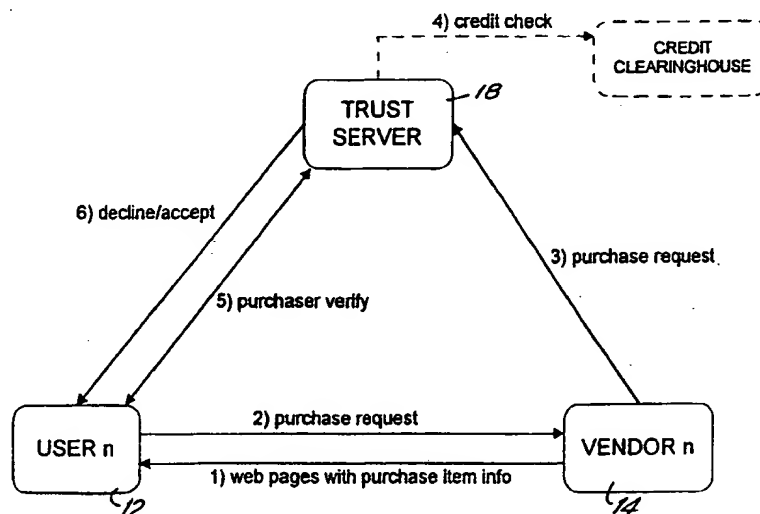 4) credit check
CREDIT
CLEARINGHOUSE
18
TRUST
SERVER
6) decline/accept
3) purchase request
5) purchaser verify
2) purchase request
USER n
VENDOR n
1) web pages with purchase item info
12
14